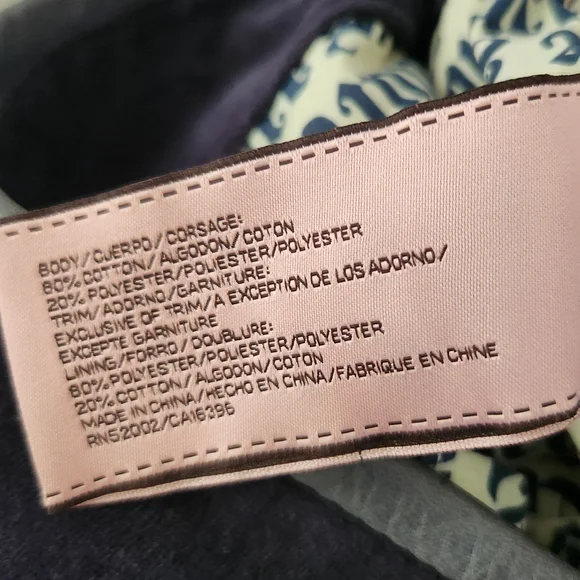 BODY/CUERPO/CORSAGE:
80% COTTON/ALGODON/COTON
20% POLYESTER/POLIESTER/POLYESTER
TRIM/ADORNO/GARNITURE:
EXCLUSIVE OF TRIM/A EXCEPTION DE LOS ADORNO/
EXCEPTE GARNITURE
LINING/FORRO/DOUBLURE:
80% POLYESTER/POLIESTER/POLYESTER
20% COTTON/ALGODON/COTON
MADE IN CHINA/HECHO EN CHINA/FABRIQUE EN CHINE
RN52002/CA16396